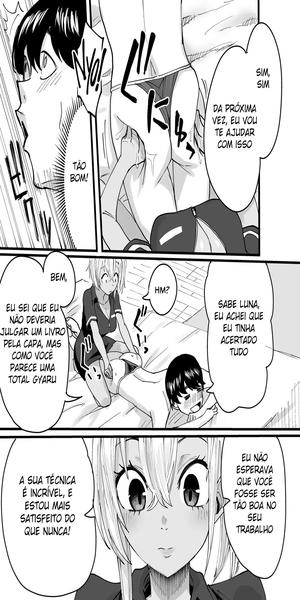 SIM,
SIM
DA PRÓXIMA
VEZ, EU VOU
TE AJUDAR
COM ISSO
TÃO
BOM!
SABE LUNA,
EU ACHEI QUE
EU TINHA
ACERTADO
TUDO
HM?
BEM,
EU SEI QUE EU
NÃO DEVERIA
JULGAR UM LIVRO
PELA CAPA, MAS
COMO VOCÊ
PARECE UMA
TOTAL GYARU
EU NÃO
ESPERAVA
QUE VOCÊ
FOSSE SER
TÃO BOA NO
SEU
TRABALHO
A SUA TÉCNICA
É INCRÍVEL, E
ESTOU MAIS
SATISFEITO DO
QUE NUNCA!